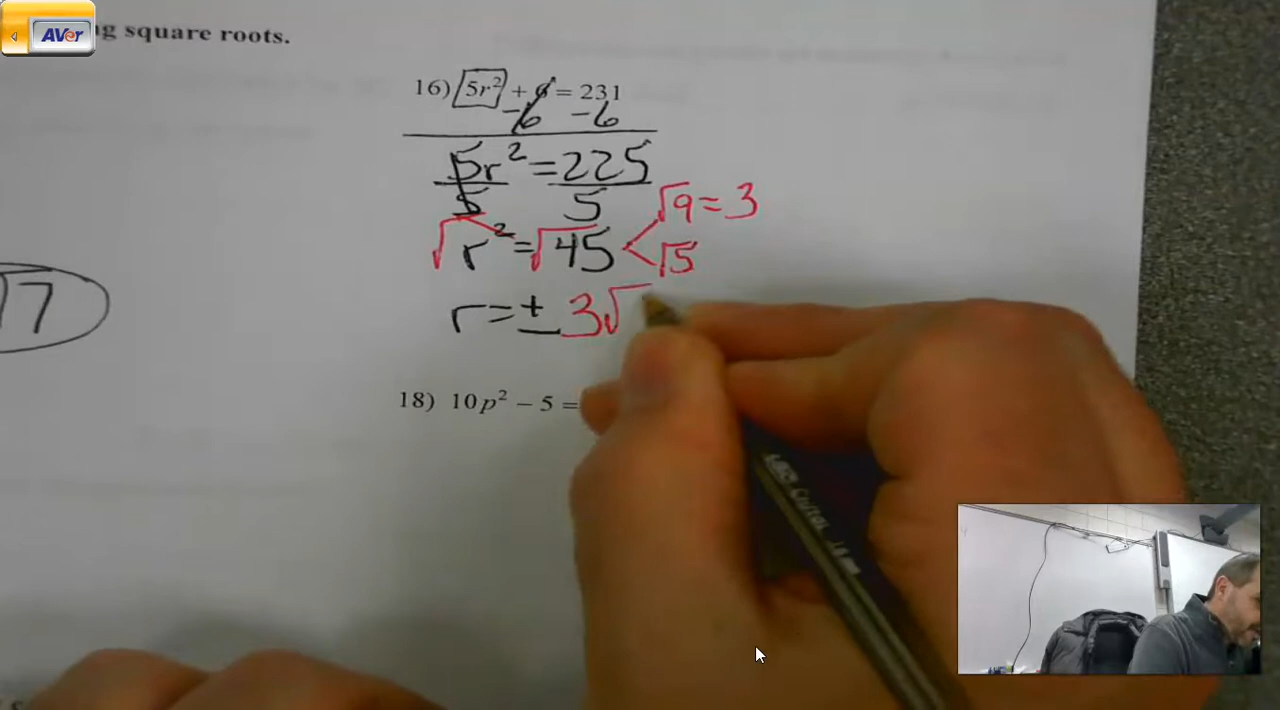 AVer
g square roots.
16) 5r² + 6 = 231
-6 -6
5r² = 225
5 5
√9 = 3
√r² = √45
√5
r = ± 3√
7
18) 10p² − 5 =